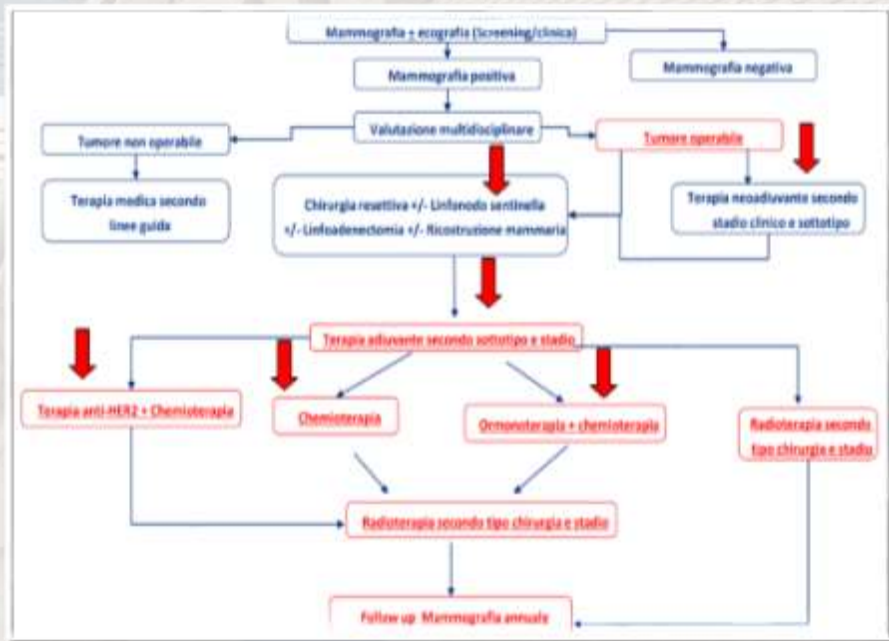 Mammografia + ecografia (Screening/clinica)
Mammografia positiva
Mammografia negativa
Valutazione multidisciplinare
Tumore non operabile
Tumore operabile
Terapia medica secondo
linee guida
Chirurgia resettiva +/- Linfonodo sentinella
+/- Linfoadenectomia +/- Ricostruzione mammaria
Terapia neoadiuvante secondo
stadio clinico e sottotipo
Terapia adiuvante secondo sottotipo e stadio
Terapia anti-HER2 + Chemioterapia
Chemioterapia
Ormonoterapia + chemioterapia
Radioterapia secondo
tipo chirurgia e stadio
Radioterapia secondo tipo chirurgia e stadio
Follow up Mammografia annuale